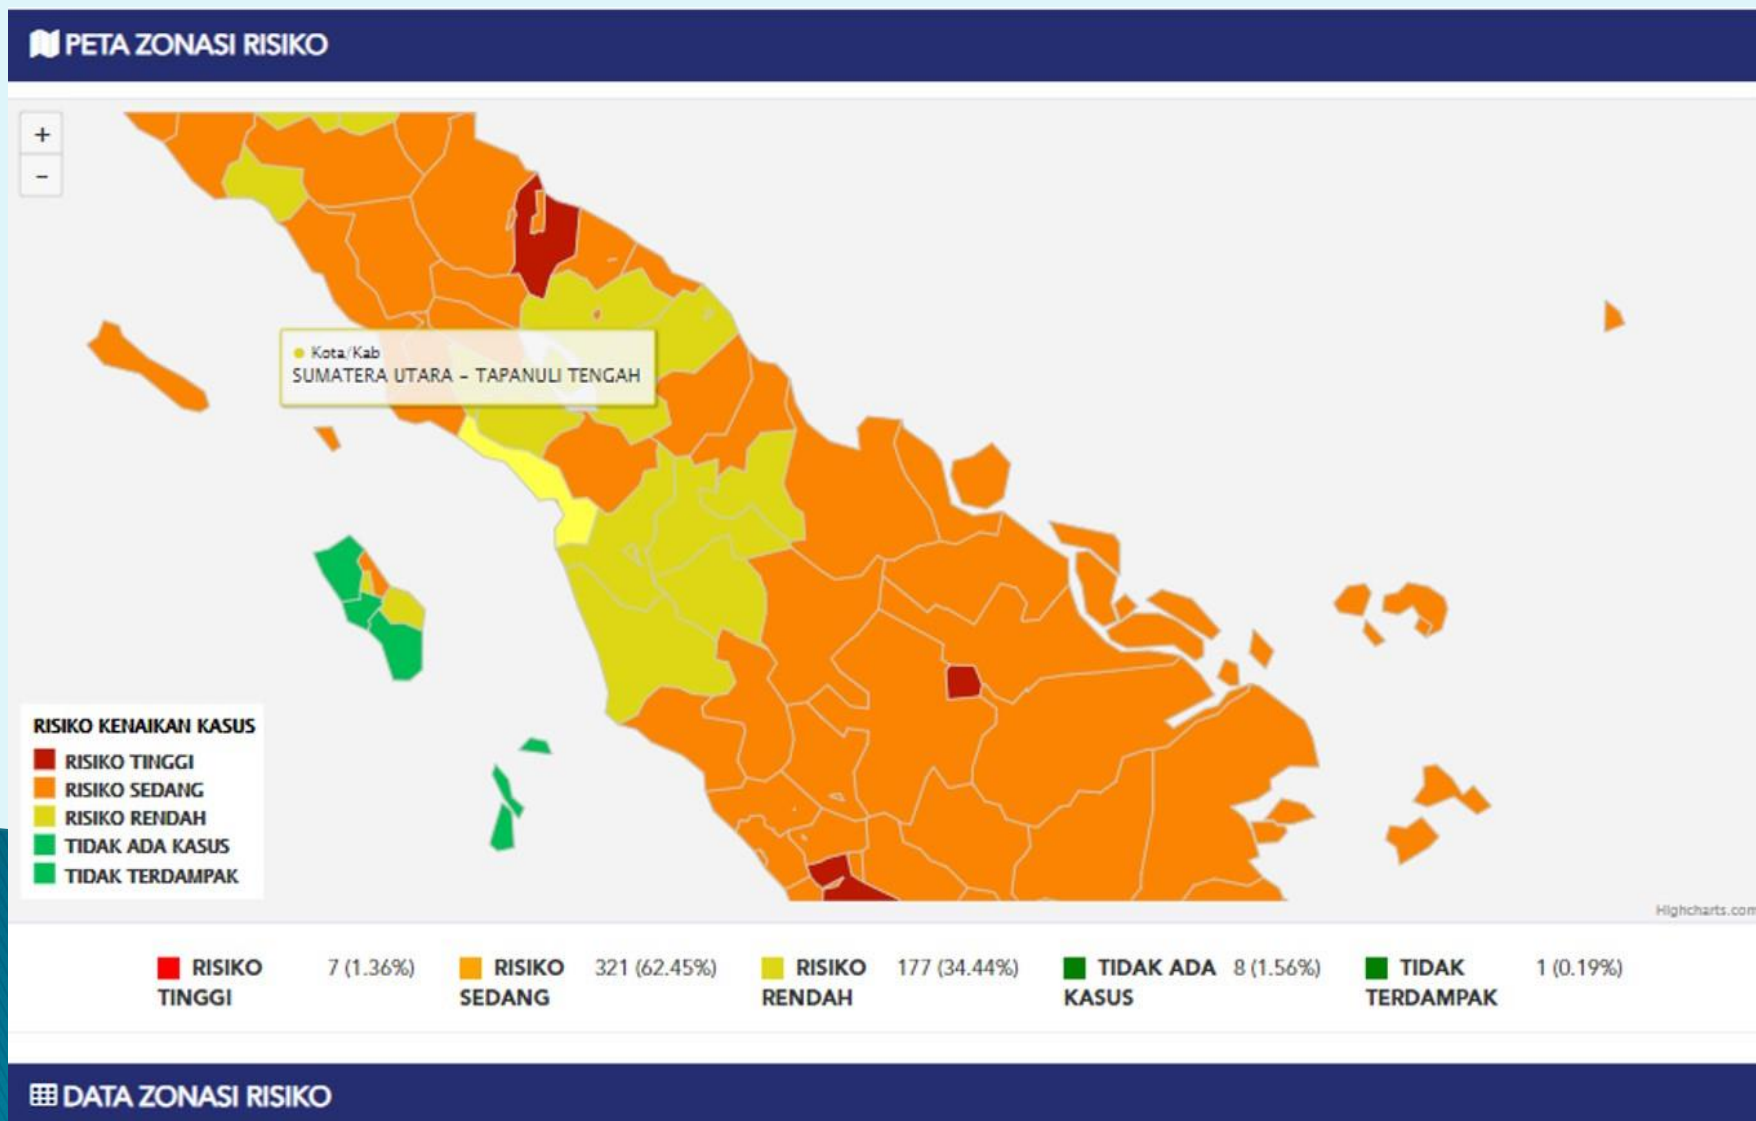 PETA ZONASI RISIKO
+
-
Kota/Kab
SUMATERA UTARA - TAPANULI TENGAH
RISIKO KENAIKAN KASUS
RISIKO TINGGI
RISIKO SEDANG
RISIKO RENDAH
TIDAK ADA KASUS
TIDAK TERDAMPAK
Highcharts.com
RISIKO TINGGI 7 (1.36%)
RISIKO SEDANG 321 (62.45%)
RISIKO RENDAH 177 (34.44%)
TIDAK ADA KASUS 8 (1.56%)
TIDAK TERDAMPAK 1 (0.19%)
DATA ZONASI RISIKO